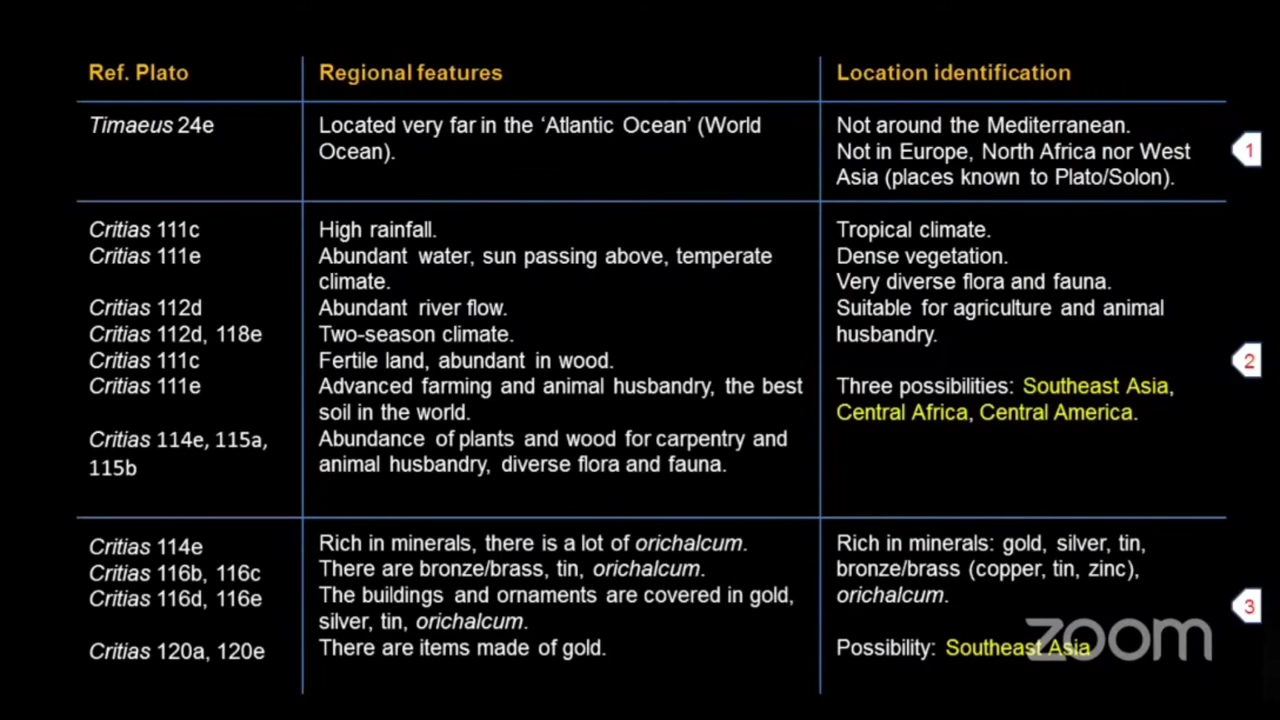 Ref. Plato
Regional features
Location identification
Timaeus 24e
Located very far in the ‘Atlantic Ocean’ (World
Ocean).
Not around the Mediterranean.
Not in Europe, North Africa nor West
Asia (places known to Plato/Solon).
1
Critias 111c
Critias 111e
Critias 112d
Critias 112d, 118e
Critias 111c
Critias 111e
Critias 114e, 115a,
115b
High rainfall.
Abundant water, sun passing above, temperate
climate.
Abundant river flow.
Two-season climate.
Fertile land, abundant in wood.
Advanced farming and animal husbandry, the best
soil in the world.
Abundance of plants and wood for carpentry and
animal husbandry, diverse flora and fauna.
Tropical climate.
Dense vegetation.
Very diverse flora and fauna.
Suitable for agriculture and animal
husbandry.
Three possibilities: Southeast Asia,
Central Africa, Central America.
2
Critias 114e
Critias 116b, 116c
Critias 116d, 116e
Critias 120a, 120e
Rich in minerals, there is a lot of orichalcum.
There are bronze/brass, tin, orichalcum.
The buildings and ornaments are covered in gold,
silver, tin, orichalcum.
There are items made of gold.
Rich in minerals: gold, silver, tin,
bronze/brass (copper, tin, zinc),
orichalcum.
Possibility: Southeast Asia
3
zoom